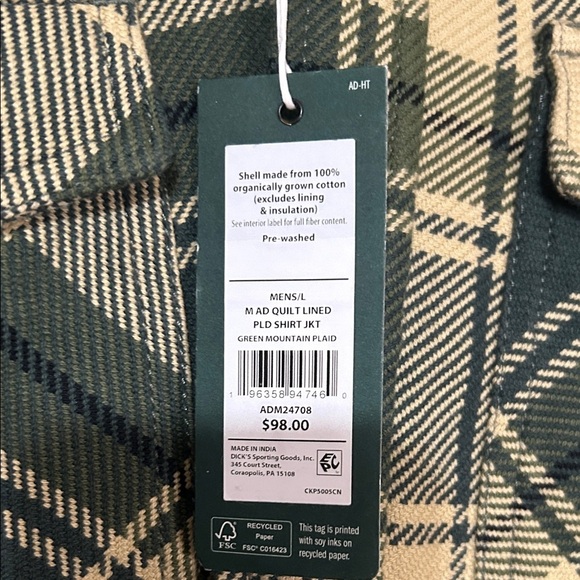 AD-HT
Shell made from 100%
organically grown cotton
(excludes lining
& insulation)
See interior label for full fiber content.
Pre-washed
MENS/L
M AD QUILT LINED
PLD SHIRT JKT
GREEN MOUNTAIN PLAID
1 96358 94746 0
ADM24708
$98.00
MADE IN INDIA
DICK'S Sporting Goods, Inc.
345 Court Street,
Coraopolis, PA 15108
CKP5005CN
FSC
RECYCLED
Paper
FSC® C016423
This tag is printed
with soy inks on
recycled paper.